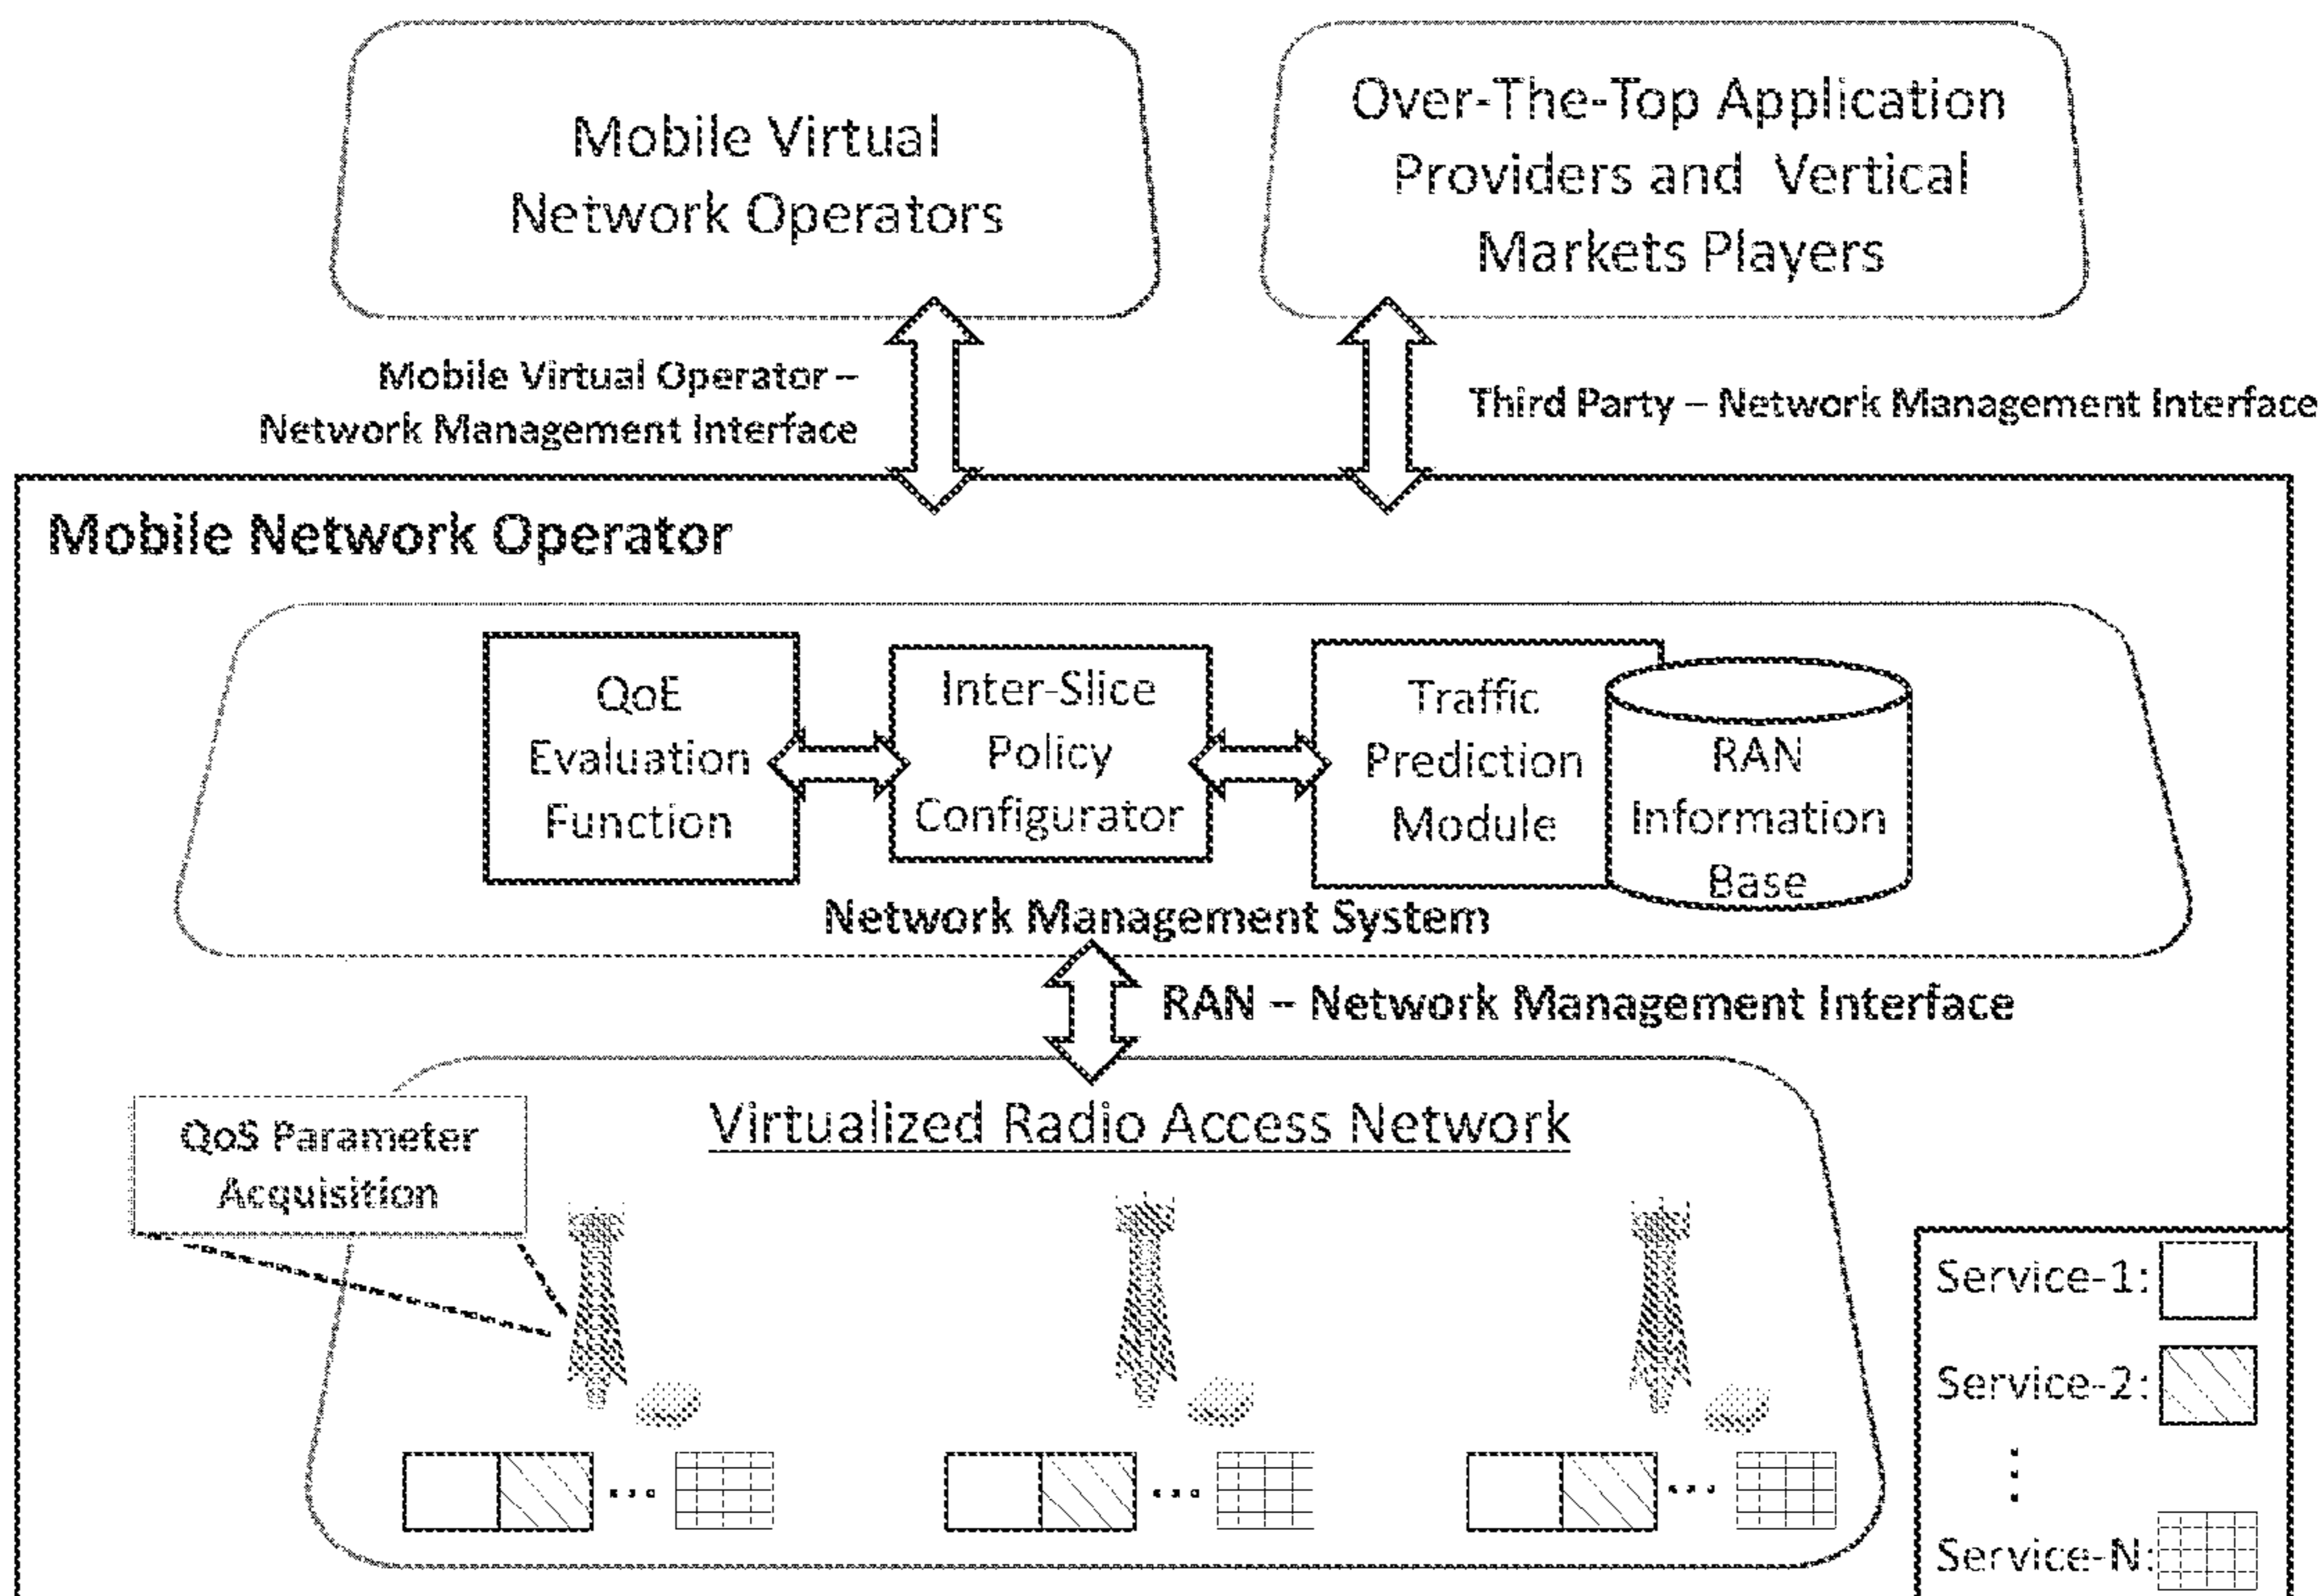 Mobile Virtual
Network Operators
Over-The-Top Application
Providers and Vertical
Markets Players
Mobile Virtual Operator –
Network Management Interface
Third Party – Network Management Interface
Mobile Network Operator
QoE
Evaluation
Function
Inter-Slice
Policy
Configurator
Traffic
Prediction
Module
RAN
Information
Base
Network Management System
RAN – Network Management Interface
Virtualized Radio Access Network
QoS Parameter
Acquisition
Service-1:
Service-2:
Service-N: